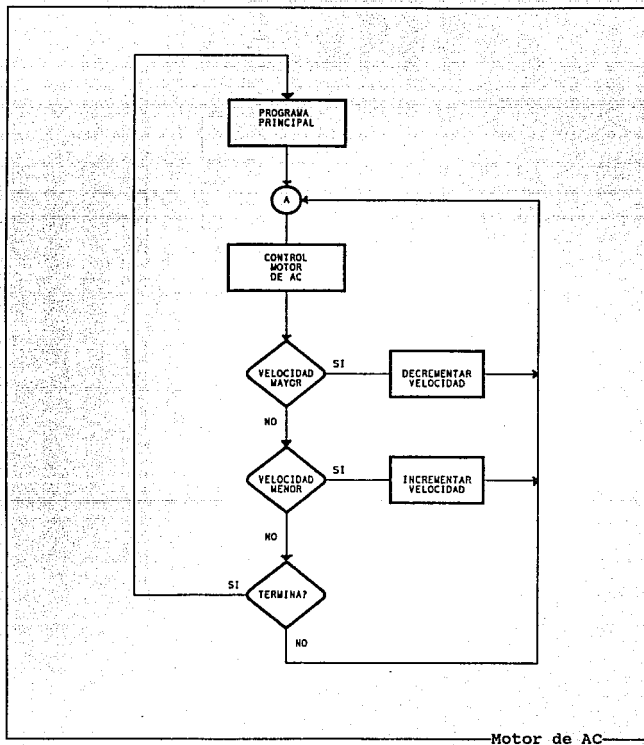 PROGRAMA
PRINCIPAL
A
CONTROL
MOTOR
DE AC
VELOCIDAD
MAYOR
SI
DECREMENTAR
VELOCIDAD
NO
VELOCIDAD
MENOR
SI
INCREMENTAR
VELOCIDAD
NO
SI
TERMINA?
NO
Motor de AC